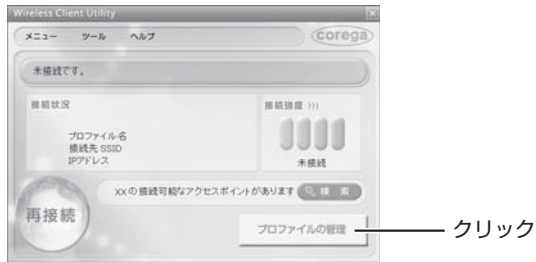 Wireless Client Utility
メニュー ツール ヘルプ corega
未接続です。
接続状況
接続強度
プロファイル名
接続先 SSID
IPアドレス
未接続
xxの接続可能なアクセスポイントがあります 検 索
再接続
プロファイルの管理
クリック